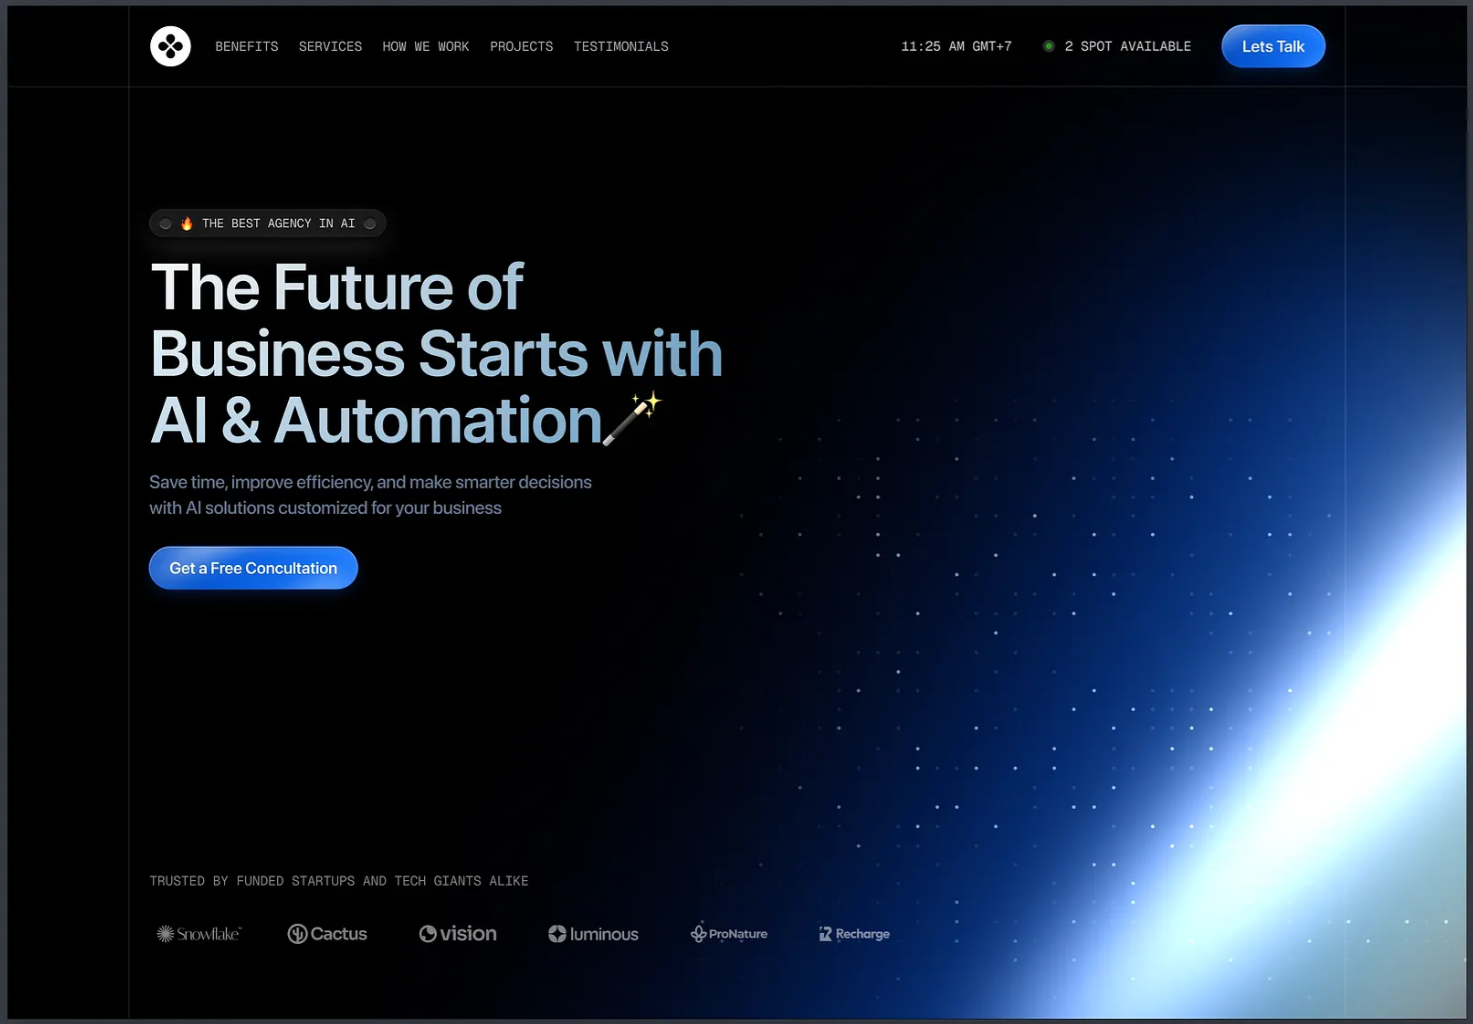 BENEFITS SERVICES HOW WE WORK PROJECTS TESTIMONIALS 11:25 AM GMT+7 2 SPOT AVAILABLE Lets Talk
🔥 THE BEST AGENCY IN AI
The Future of
Business Starts with
AI & Automation🪄
Save time, improve efficiency, and make smarter decisions
with AI solutions customized for your business
Get a Free Concultation
TRUSTED BY FUNDED STARTUPS AND TECH GIANTS ALIKE
Snowflake™ Cactus vision luminous ProNature Recharge